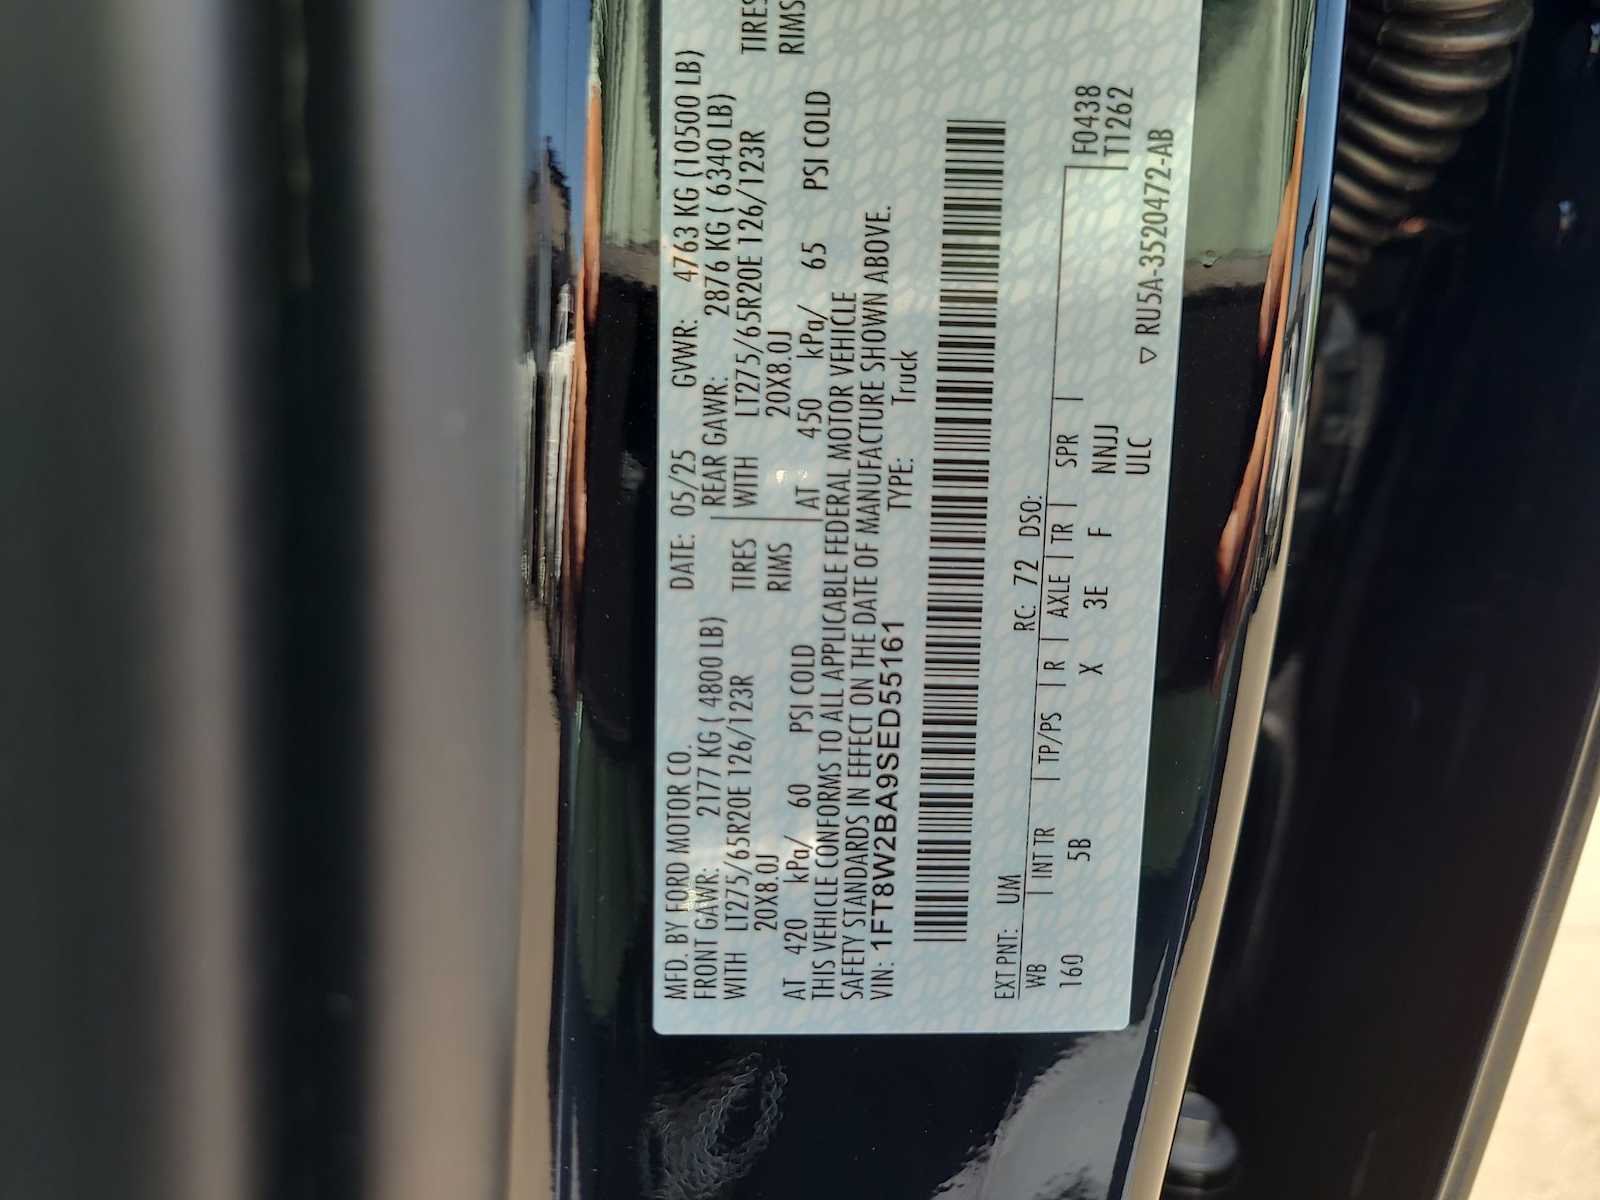 MFD. BY FORD MOTOR CO.
DATE: 05/25 GVWR: 4763 KG (10500 LB)
FRONT GAWR: 2177 KG ( 4800 LB) REAR GAWR: 2876 KG ( 6340 LB)
WITH LT275/65R20E 126/123R TIRES WITH LT275/65R20E 126/123R TIRES
20X8.0J RIMS 20X8.0J RIMS
AT 420 kPa/ 60 PSI COLD AT 450 kPa/ 65 PSI COLD
THIS VEHICLE CONFORMS TO ALL APPLICABLE FEDERAL MOTOR VEHICLE
SAFETY STANDARDS IN EFFECT ON THE DATE OF MANUFACTURE SHOWN ABOVE.
VIN: 1FT8W2BA9SED55161 TYPE: Truck
EXT PNT: UM RC: 72 DSO: F0438
WB | INT TR | TP/PS | R | AXLE | TR | SPR | T1262
160 5B X 3E F NNJJ
ULC
▽ RU5A-3520472-AB